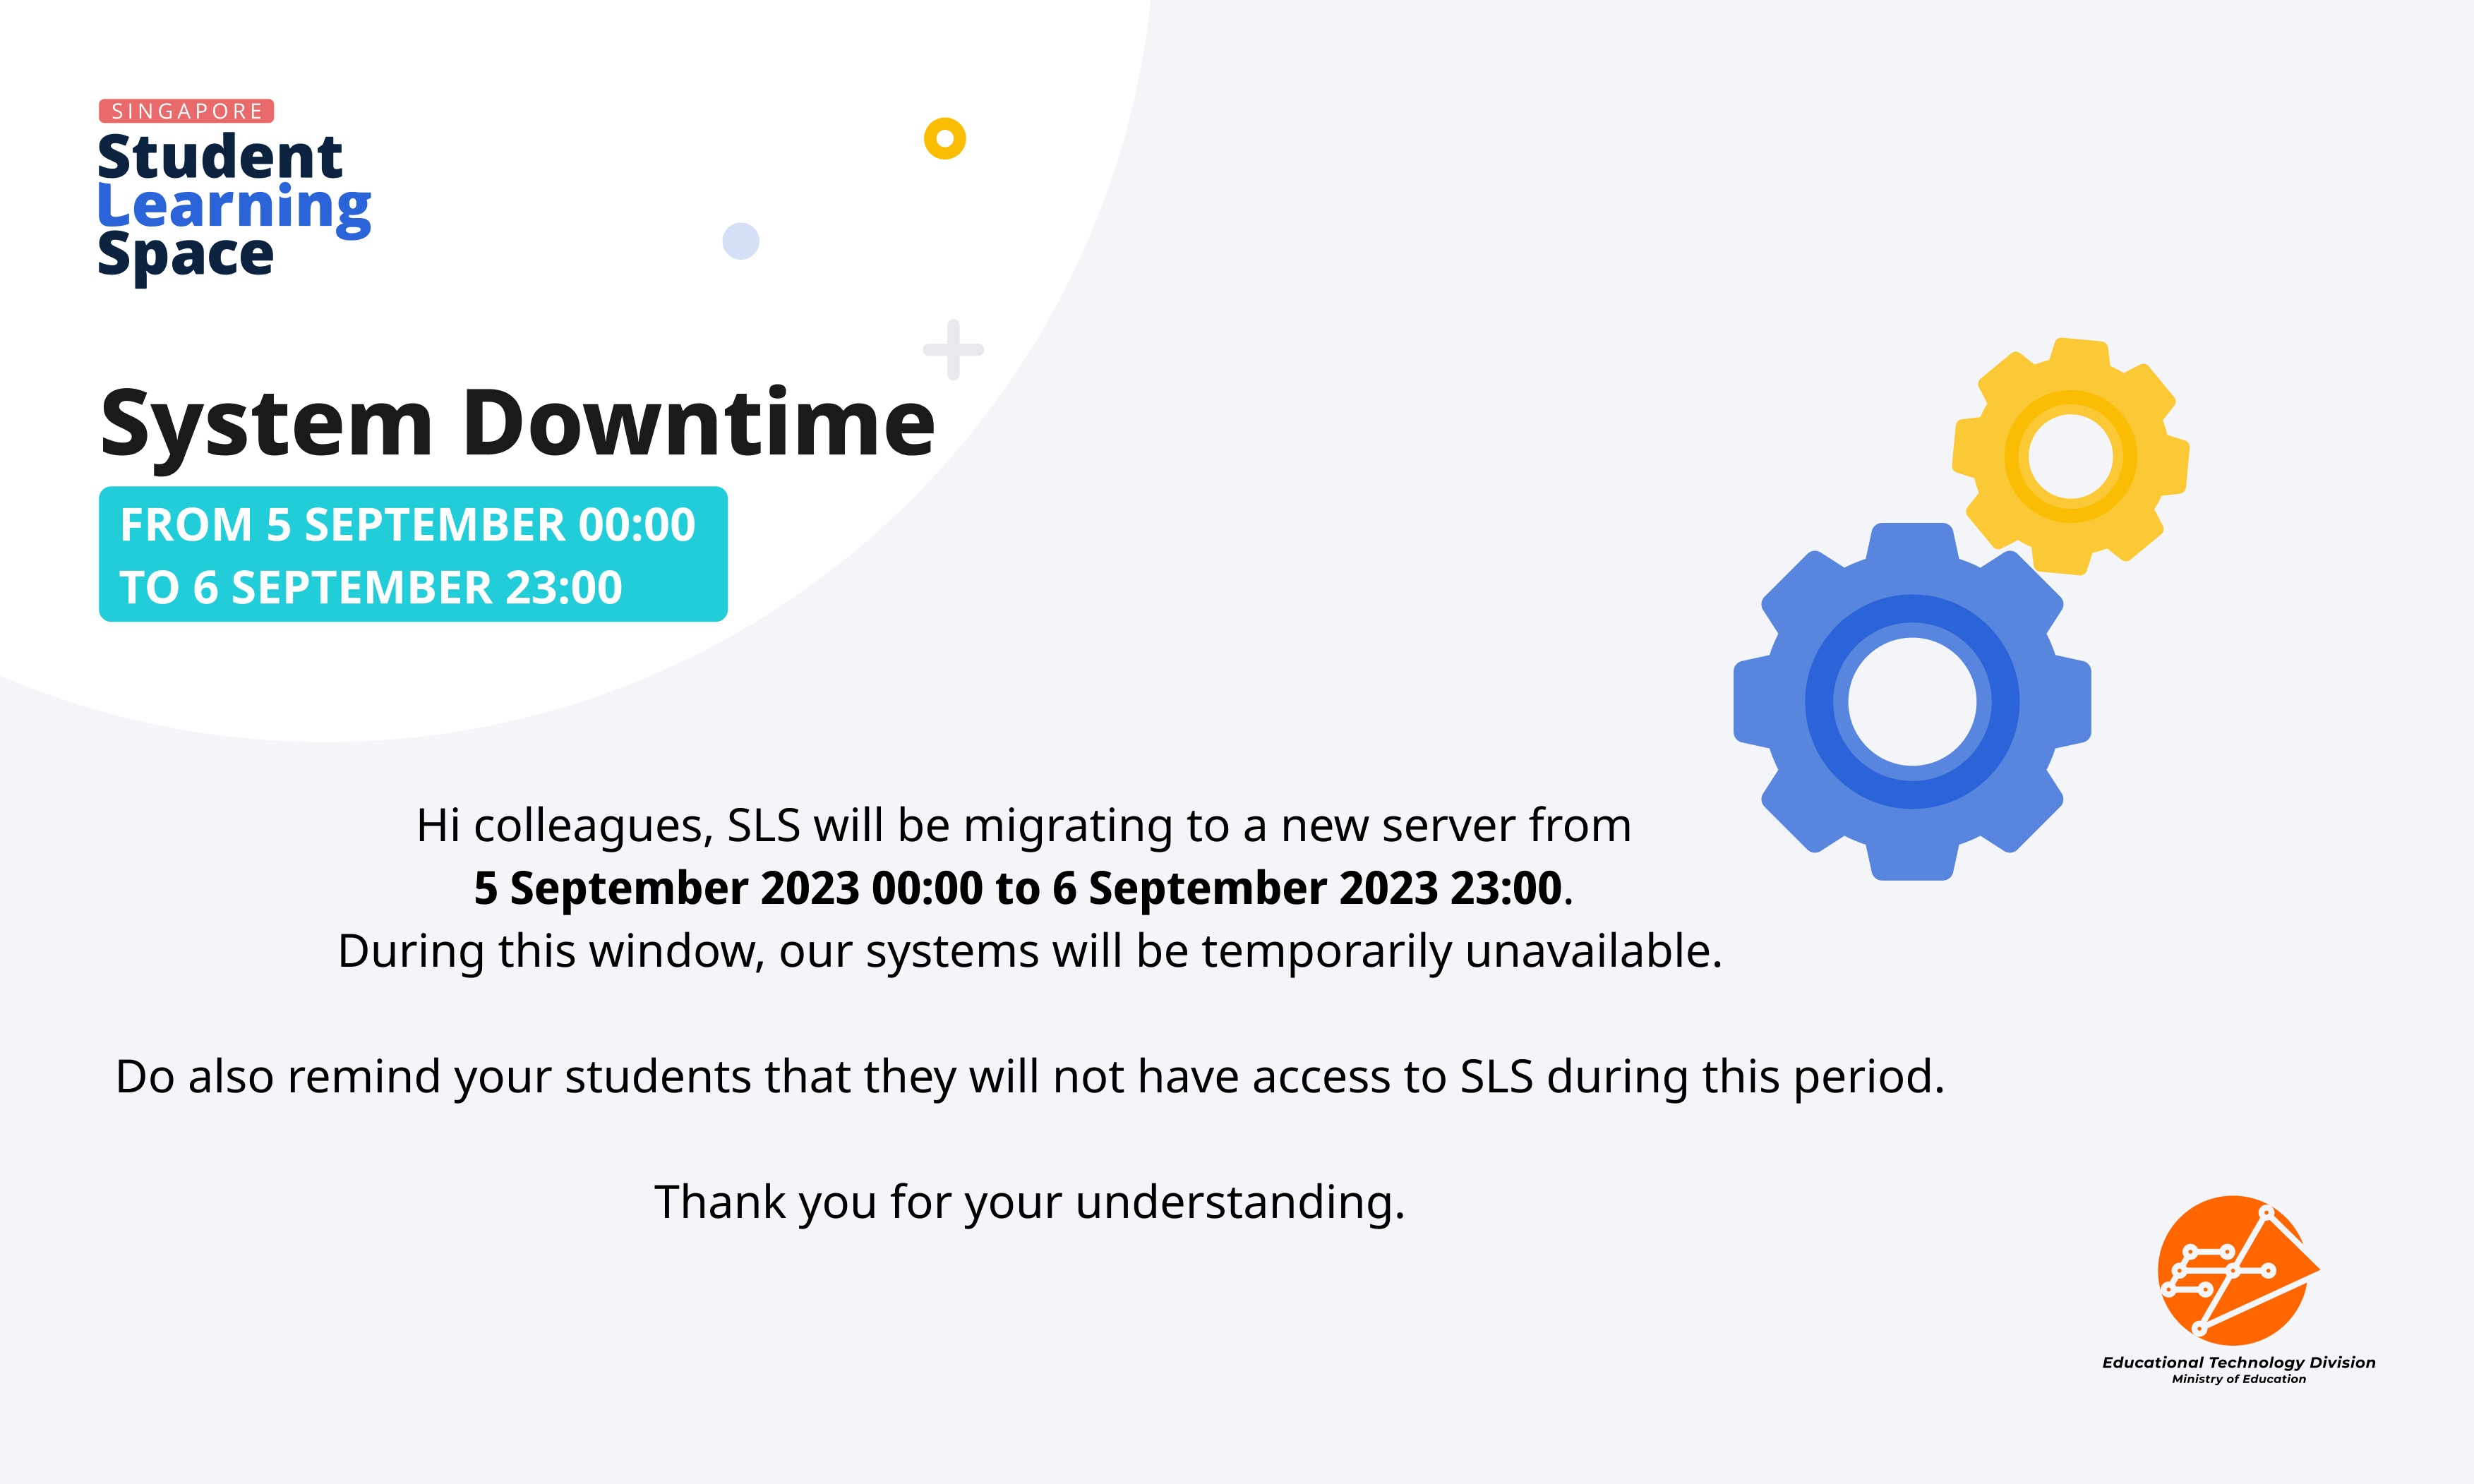 SINGAPORE
Student
Learning
Space
System Downtime
FROM 5 SEPTEMBER 00:00
TO 6 SEPTEMBER 23:00
Hi colleagues, SLS will be migrating to a new server from
5 September 2023 00:00 to 6 September 2023 23:00.
During this window, our systems will be temporarily unavailable.
Do also remind your students that they will not have access to SLS during this period.
Thank you for your understanding.
Educational Technology Division
Ministry of Education